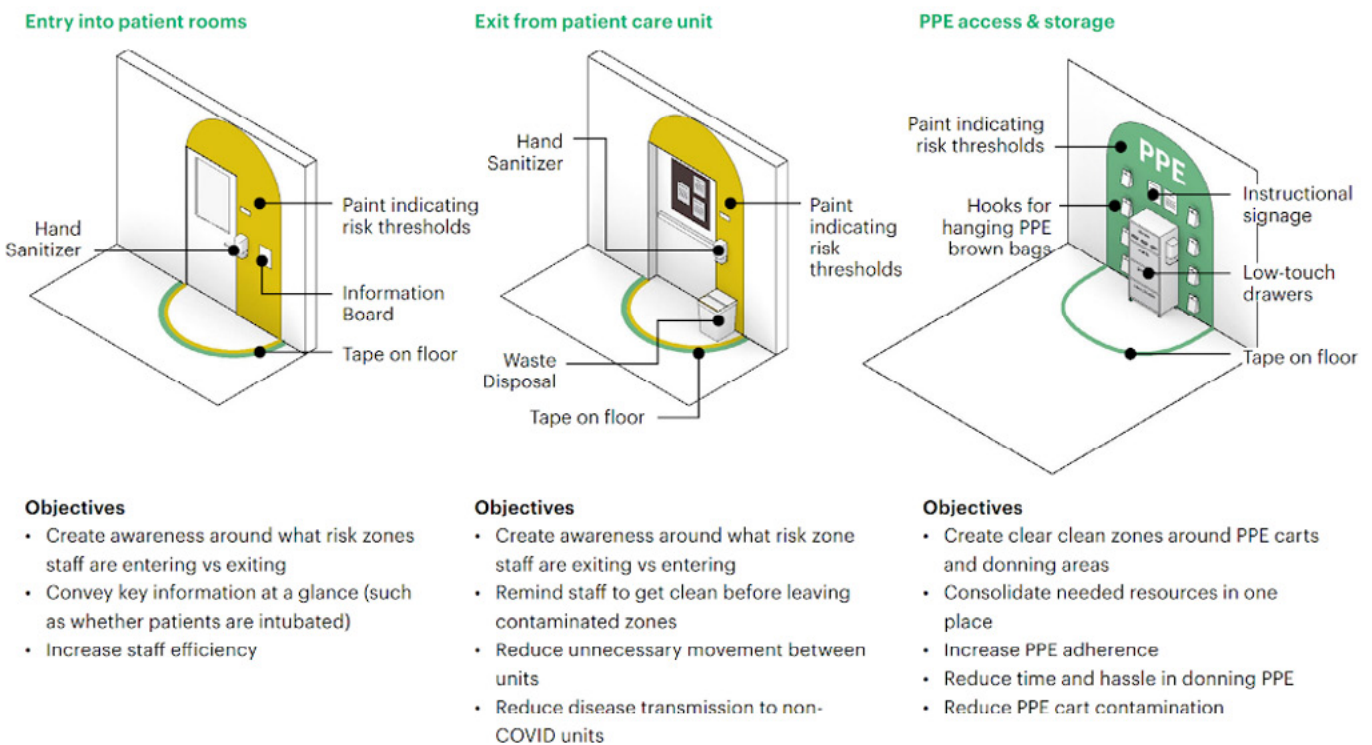 Entry into patient rooms
Hand
Sanitizer
Paint indicating
risk thresholds
Information
Board
Tape on floor
Objectives
• Create awareness around what risk zones
staff are entering vs exiting
• Convey key information at a glance (such
as whether patients are intubated)
• Increase staff efficiency
Exit from patient care unit
Hand
Sanitizer
Paint
indicating
risk
thresholds
Waste
Disposal
Tape on floor
Objectives
• Create awareness around what risk zone
staff are exiting vs entering
• Remind staff to get clean before leaving
contaminated zones
• Reduce unnecessary movement between
units
• Reduce disease transmission to non-
COVID units
PPE access & storage
Paint indicating
risk thresholds
PPE
Hooks for
hanging PPE
brown bags
Instructional
signage
Low-touch
drawers
Tape on floor
Objectives
• Create clear clean zones around PPE carts
and donning areas
• Consolidate needed resources in one
place
• Increase PPE adherence
• Reduce time and hassle in donning PPE
• Reduce PPE cart contamination